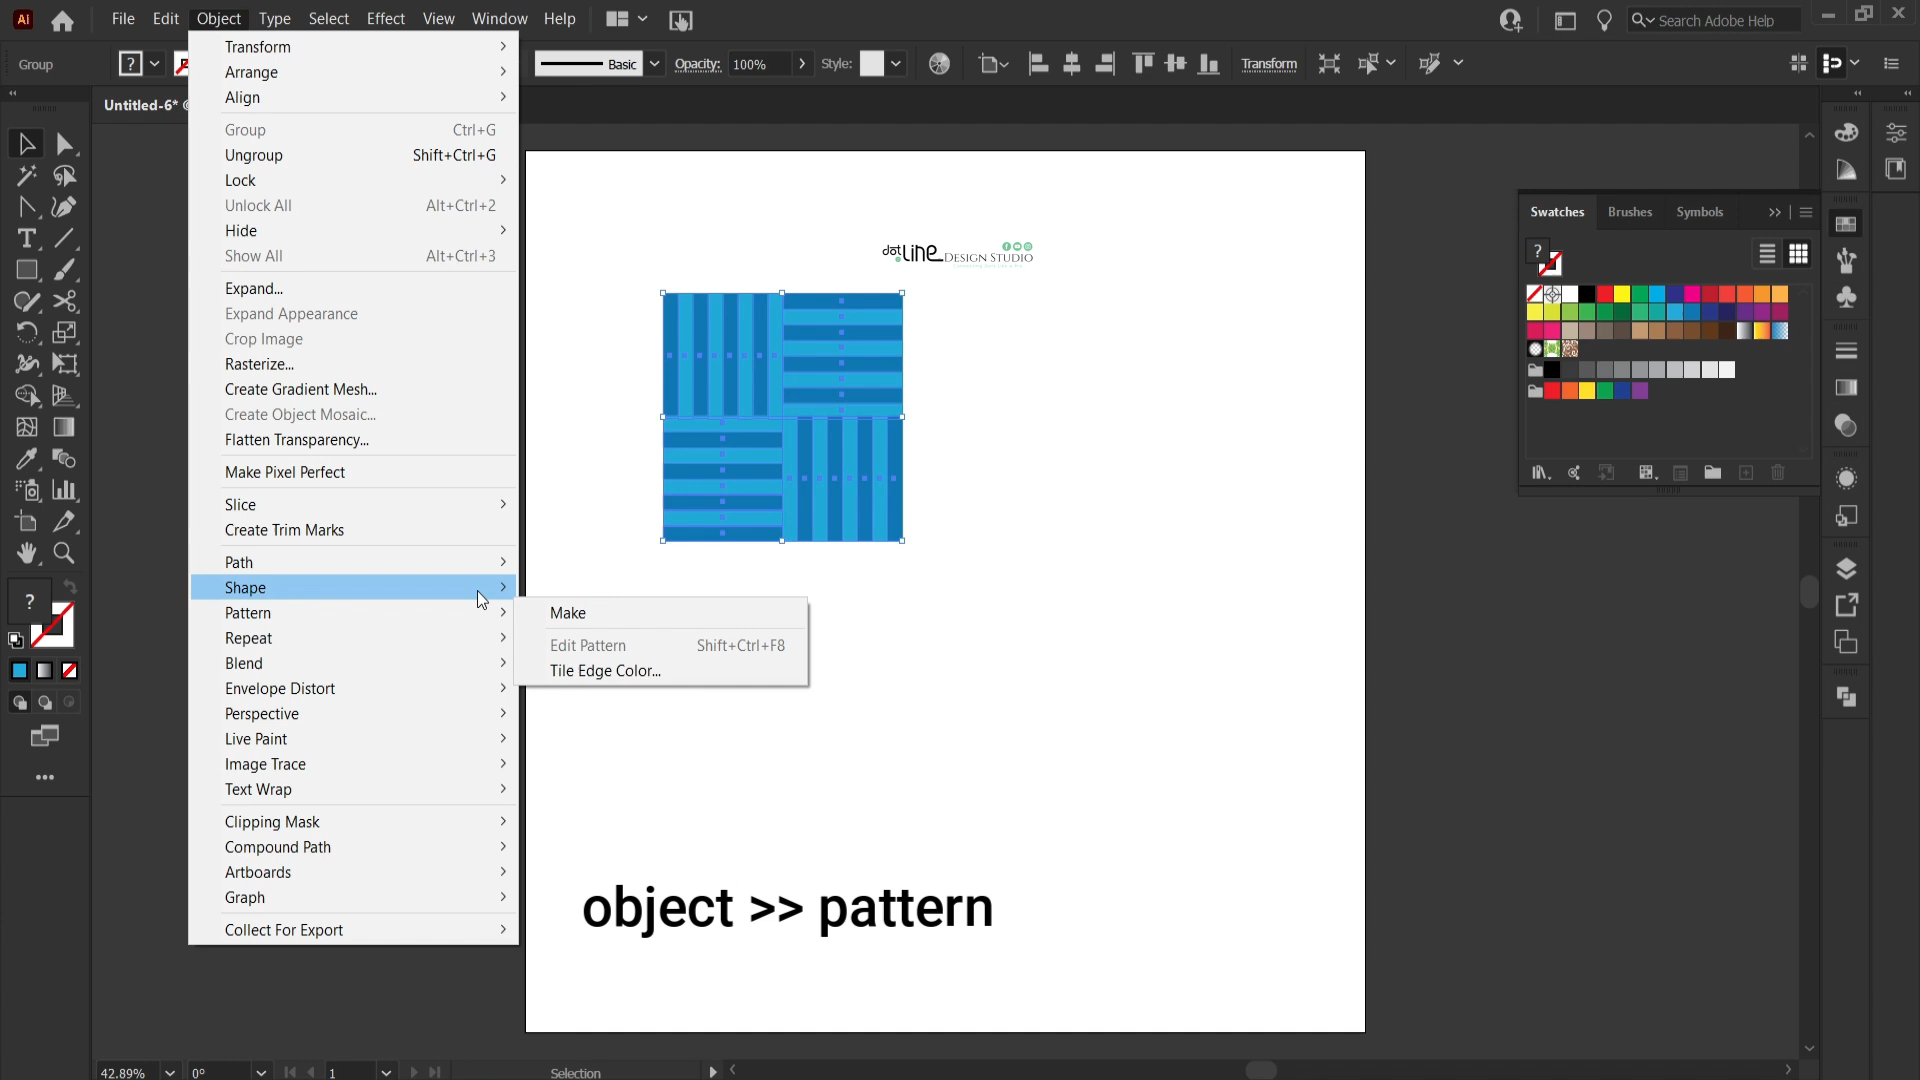 Ai File Edit Object Type Select Effect View Window Help Search Adobe Help
Group ? Basic Opacity: 100% Style: Transform
Untitled-6*
Transform
Arrange
Align
Group Ctrl+G
Ungroup Shift+Ctrl+G
Lock
Unlock All Alt+Ctrl+2
Hide
Show All Alt+Ctrl+3
Expand...
Expand Appearance
Crop Image
Rasterize...
Create Gradient Mesh...
Create Object Mosaic...
Flatten Transparency...
Make Pixel Perfect
Slice
Create Trim Marks
Path
Shape
Pattern
Repeat
Blend
Envelope Distort
Perspective
Live Paint
Image Trace
Text Wrap
Clipping Mask
Compound Path
Artboards
Graph
Collect For Export
Make
Edit Pattern Shift+Ctrl+F8
Tile Edge Color...
dot LINE DESIGN STUDIO
Swatches Brushes Symbols
?
?
object >> pattern
42.89% 0° 1 Selection